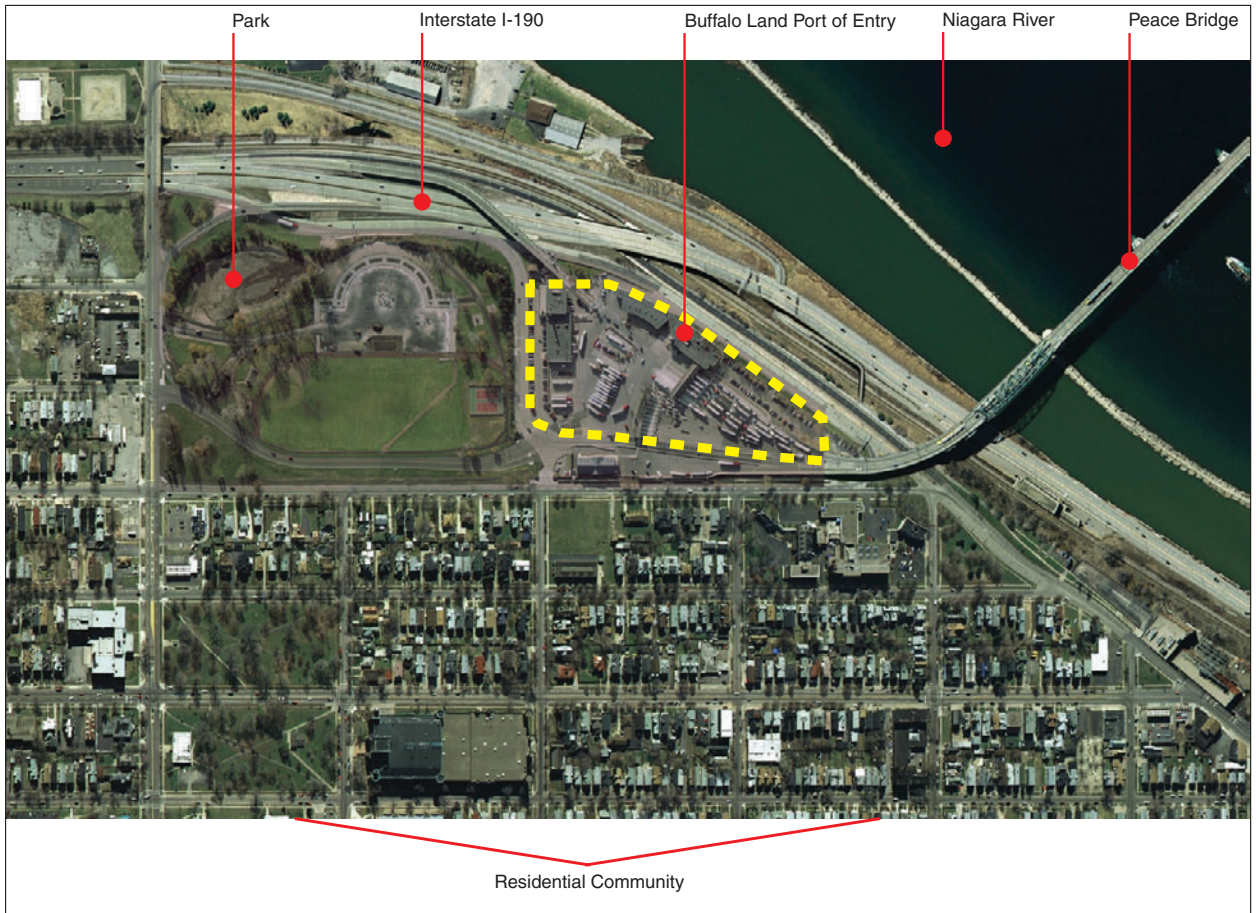 Park
Interstate I-190
Buffalo Land Port of Entry
Niagara River
Peace Bridge
Residential Community